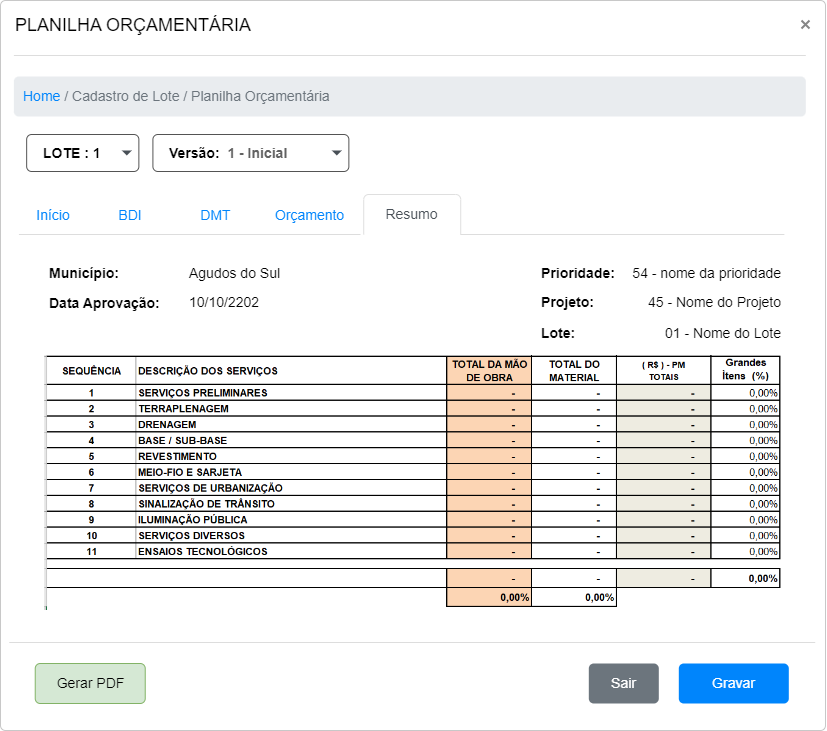 PLANILHA ORÇAMENTÁRIA ×
Home / Cadastro de Lote / Planilha Orçamentária
LOTE : 1 Versão: 1 - Inicial
Início BDI DMT Orçamento Resumo
Município: Agudos do Sul Prioridade: 54 - nome da prioridade
Data Aprovação: 10/10/2202 Projeto: 45 - Nome do Projeto
Lote: 01 - Nome do Lote
SEQUÊNCIA DESCRIÇÃO DOS SERVIÇOS TOTAL DA MÃO DE OBRA TOTAL DO MATERIAL ( R$ ) - PM TOTAIS Grandes Ítens (%)
1 SERVIÇOS PRELIMINARES - - - 0,00%
2 TERRAPLENAGEM - - - 0,00%
3 DRENAGEM - - - 0,00%
4 BASE / SUB-BASE - - - 0,00%
5 REVESTIMENTO - - - 0,00%
6 MEIO-FIO E SARJETA - - - 0,00%
7 SERVIÇOS DE URBANIZAÇÃO - - - 0,00%
8 SINALIZAÇÃO DE TRÂNSITO - - - 0,00%
9 ILUMINAÇÃO PÚBLICA - - - 0,00%
10 SERVIÇOS DIVERSOS - - - 0,00%
11 ENSAIOS TECNOLÓGICOS - - - 0,00%
- - - 0,00%
0,00% 0,00%
Gerar PDF Sair Gravar